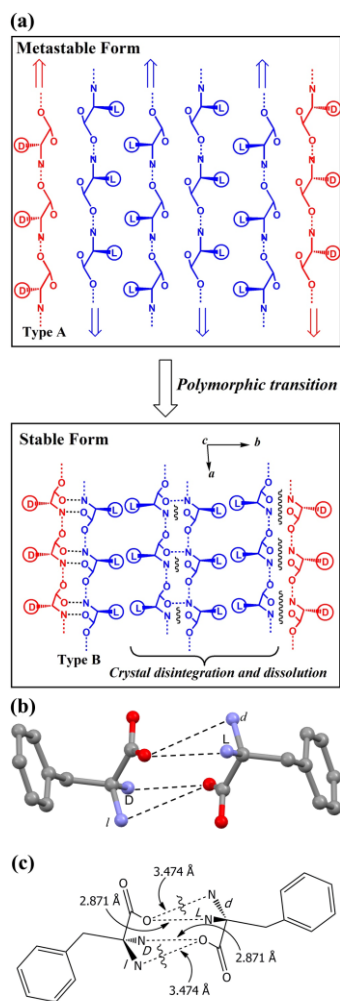 (a)
Metastable Form
Type A
Polymorphic transition
Stable Form
c
b
a
Type B
Crystal disintegration and dissolution
(b)
d
L
D
l
(c)
3.474 Å
2.871 Å
O
O
N
d
L
N
N
D
O
l
N
O
2.871 Å
3.474 Å